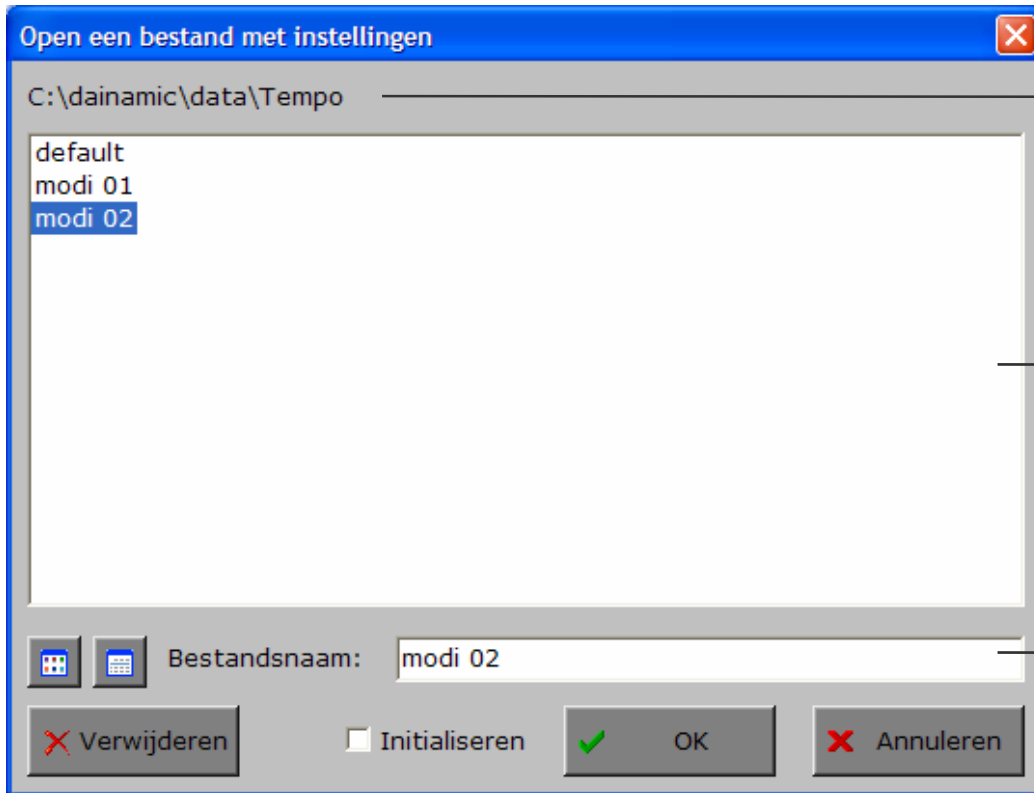 Open een bestand met instellingen
C:\dainamic\data\Tempo
default
modi 01
modi 02
Bestandsnaam: modi 02
Verwijderen Initialiseren OK Annuleren